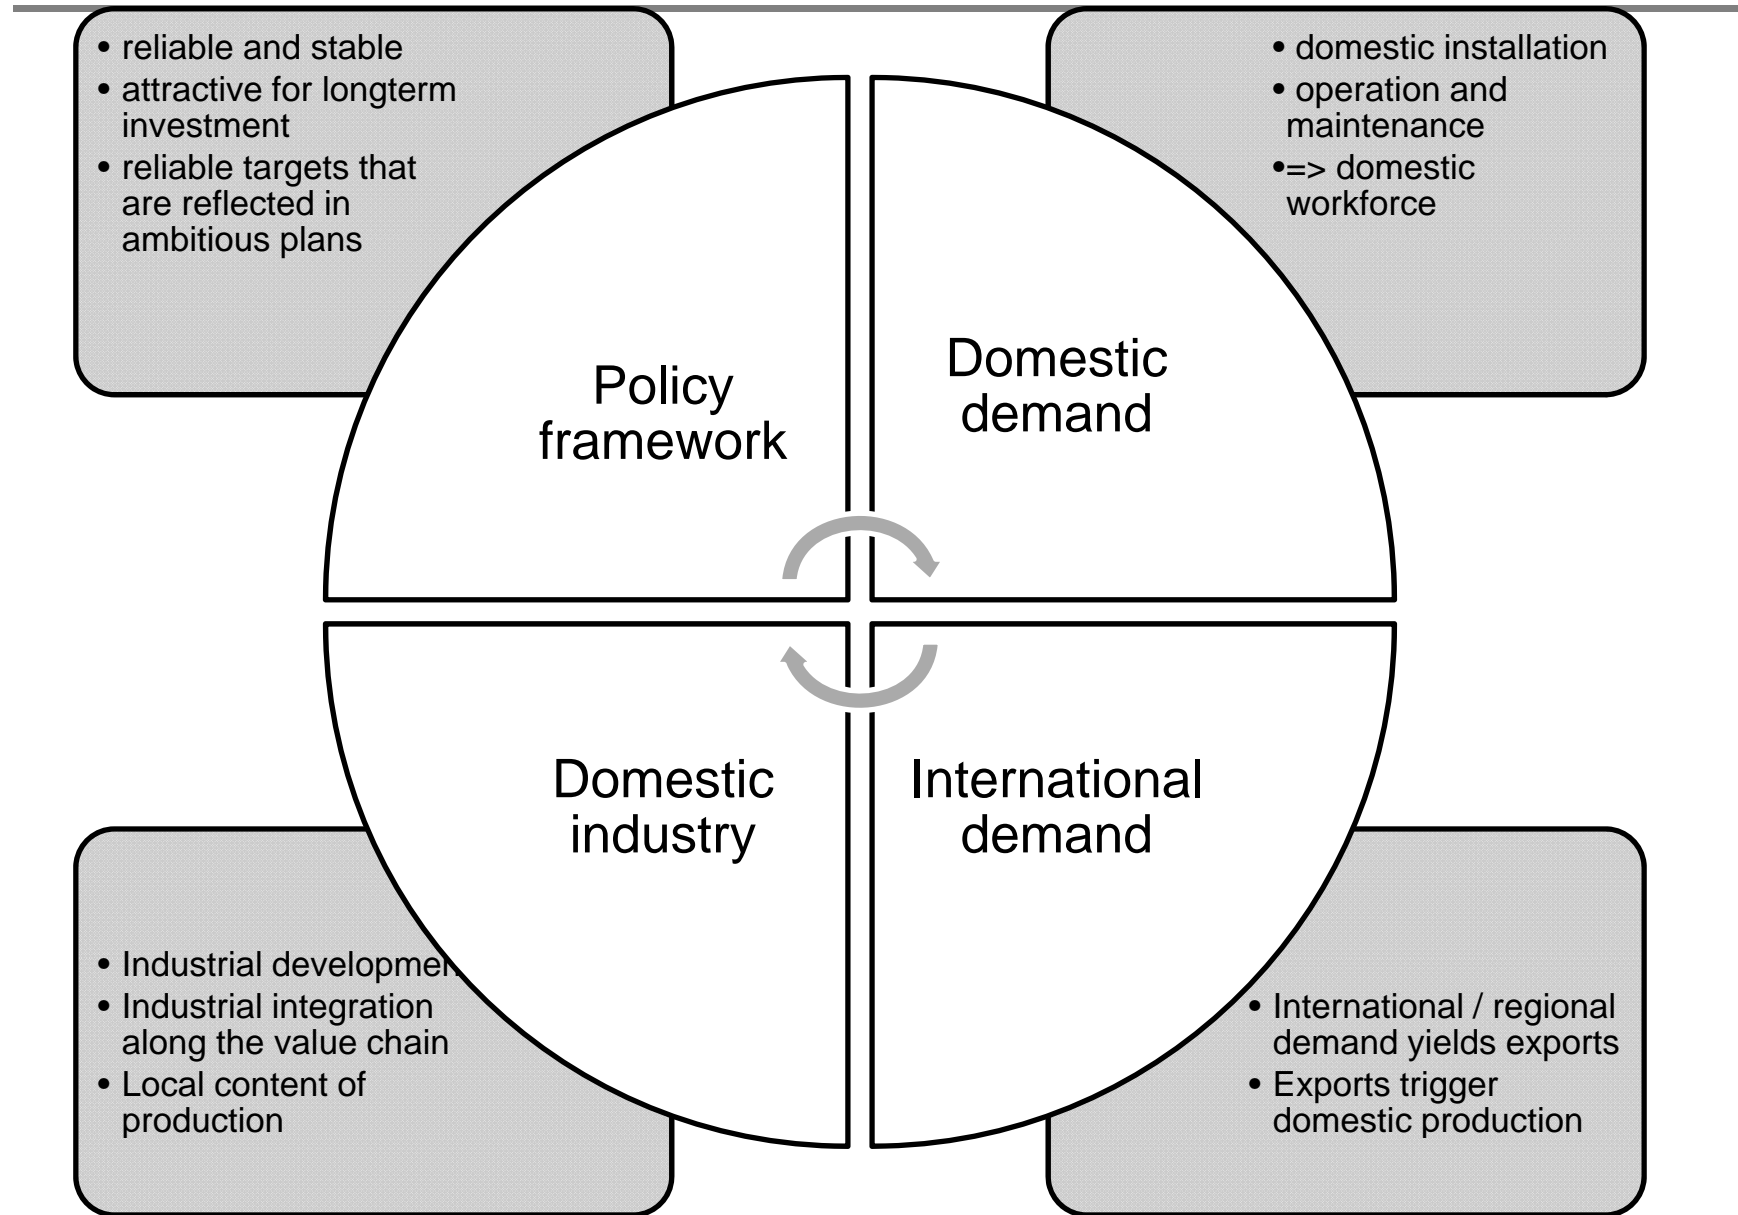 • reliable and stable
• attractive for longterm
investment
• reliable targets that
are reflected in
ambitious plans
• domestic installation
• operation and
maintenance
•=> domestic
workforce
Policy
framework
Domestic
demand
Domestic
industry
International
demand
• Industrial developmen
• Industrial integration
along the value chain
• Local content of
production
• International / regional
demand yields exports
• Exports trigger
domestic production